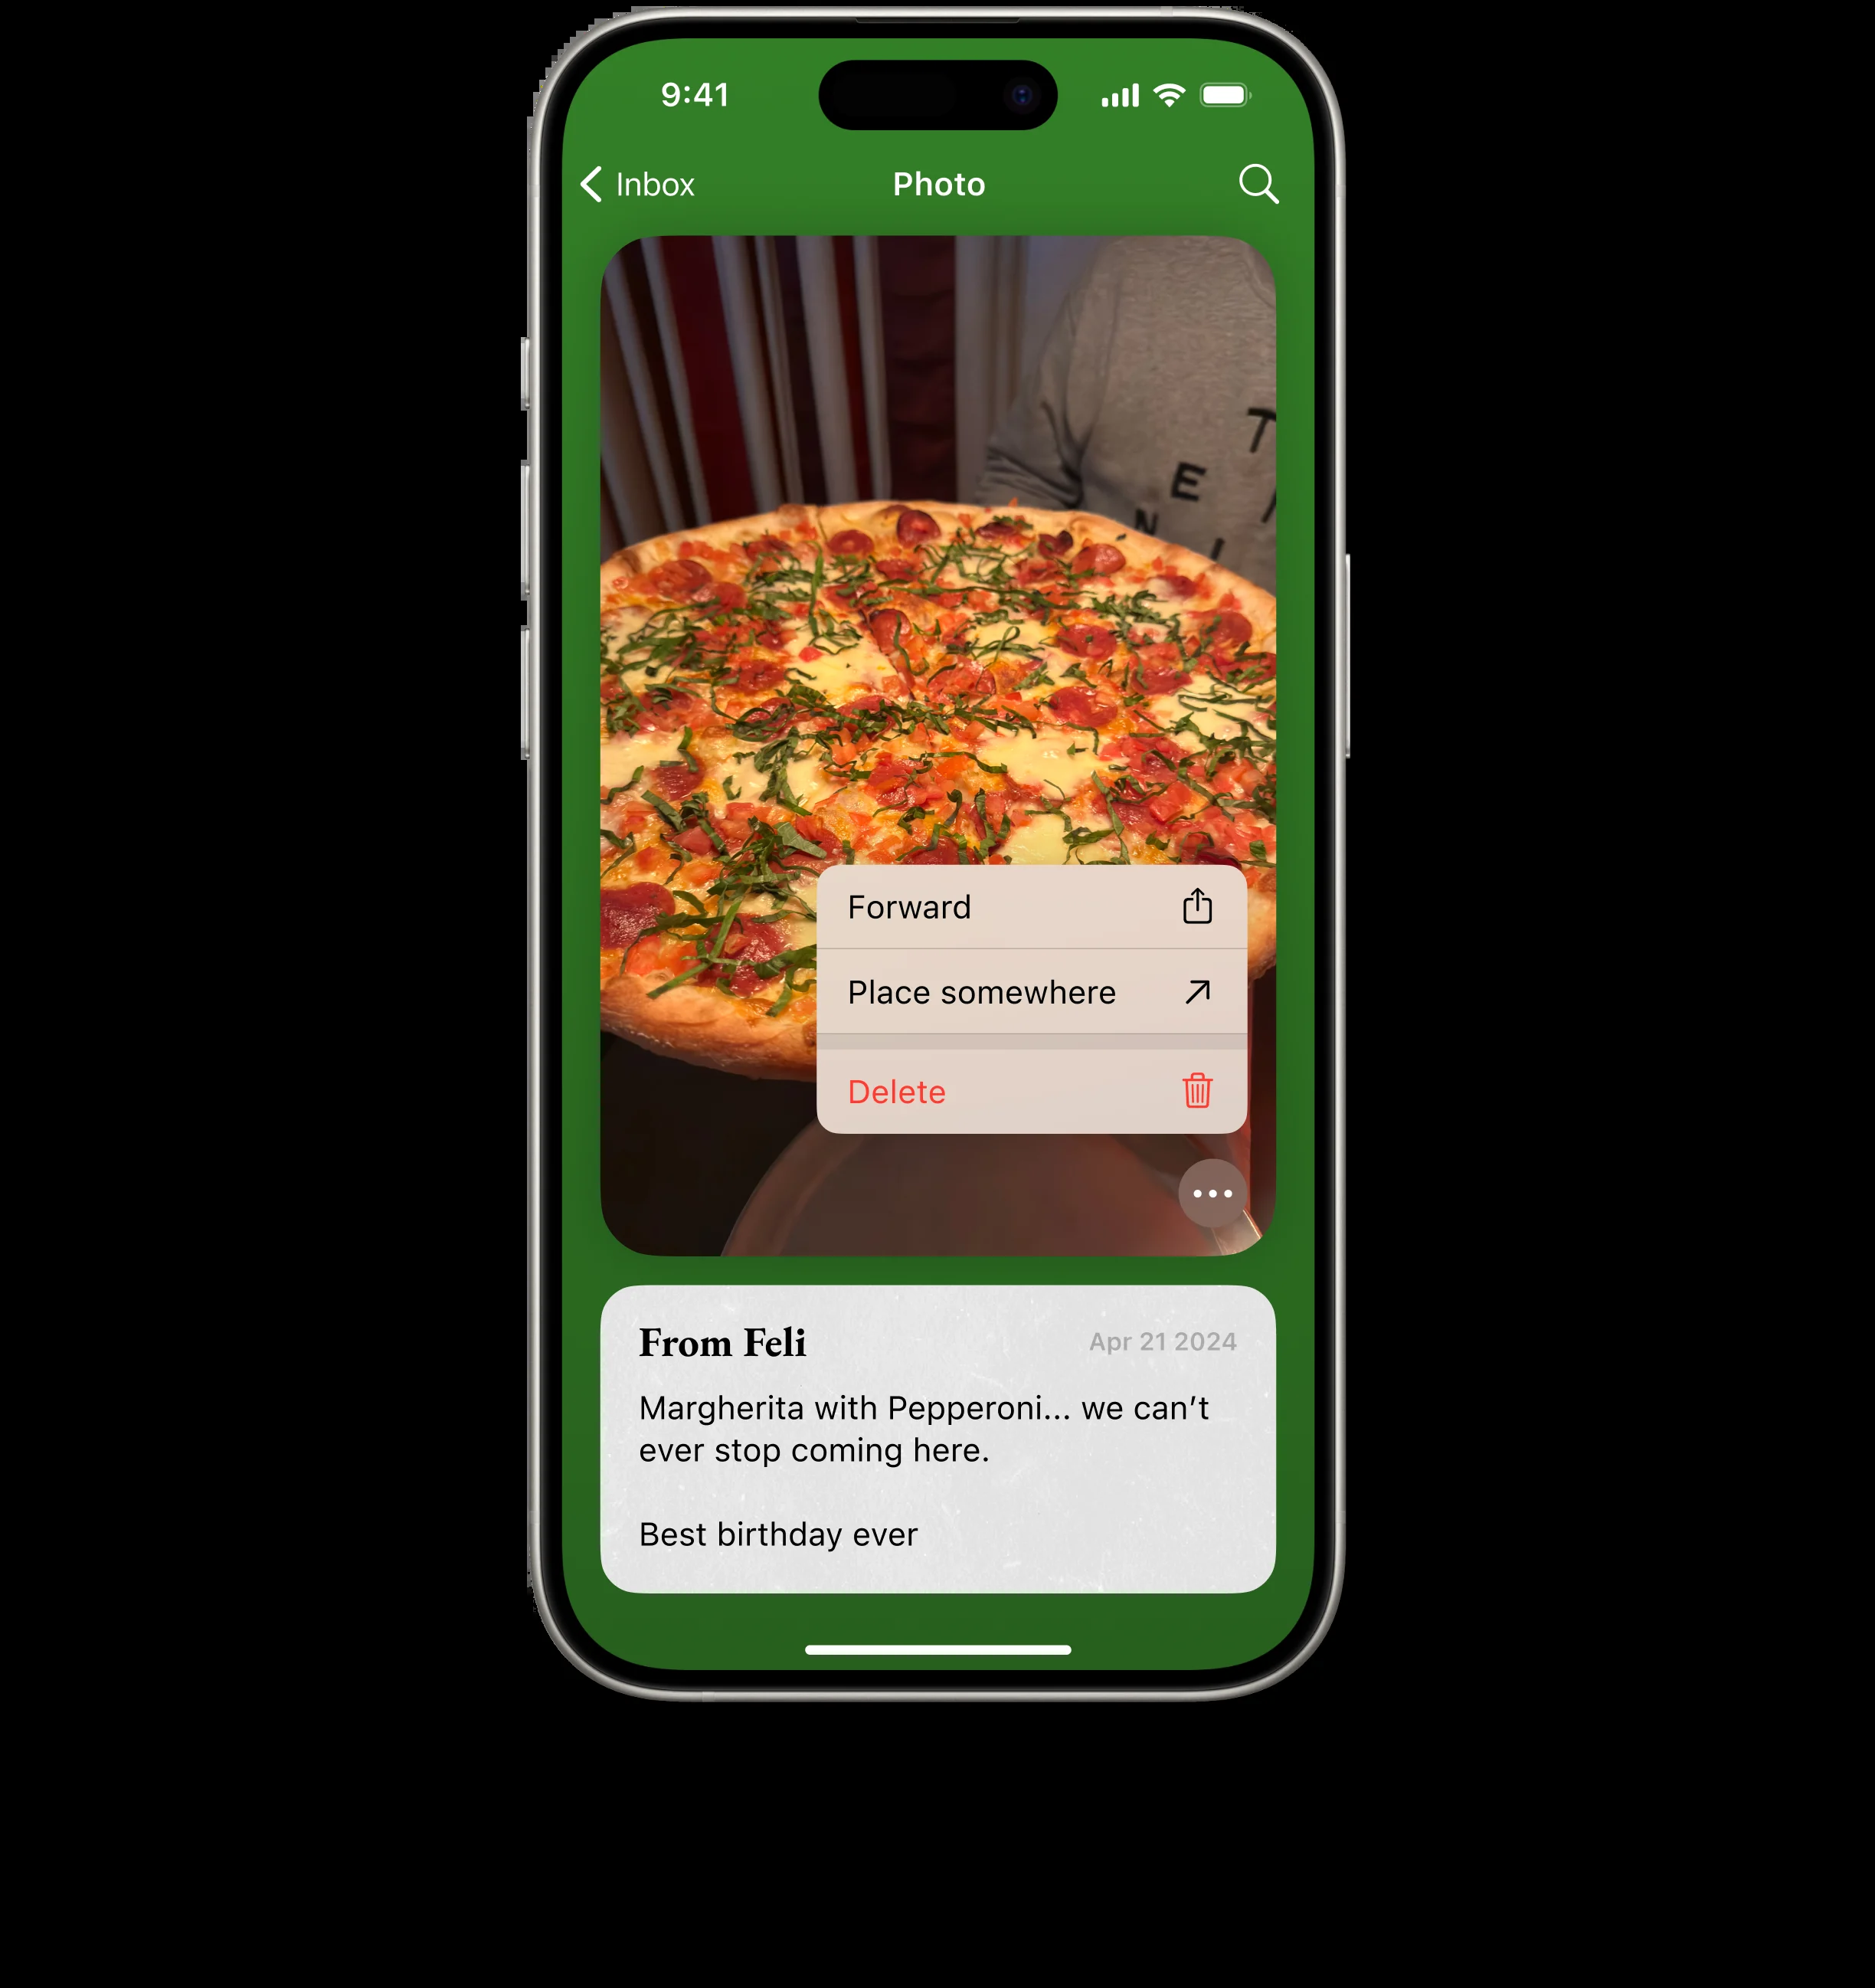 9:41
Inbox
Photo
T
E
N
Forward
Place somewhere
Delete
From Feli
Apr 21 2024
Margherita with Pepperoni... we can't
ever stop coming here.
Best birthday ever